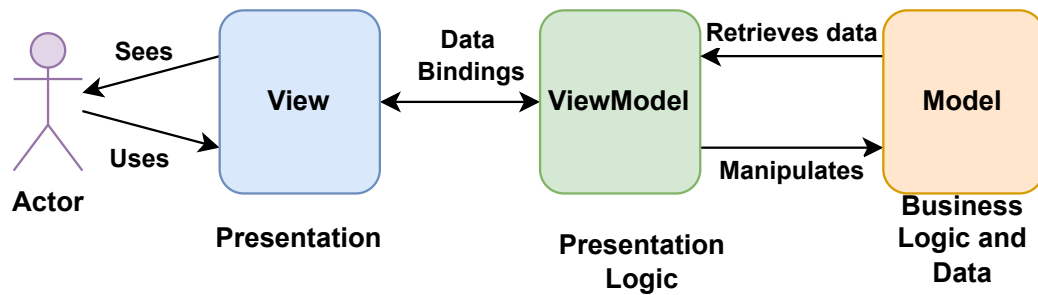 Sees
Uses
Actor
View
Presentation
Data
Bindings
ViewModel
Presentation
Logic
Retrieves data
Manipulates
Model
Business
Logic and
Data